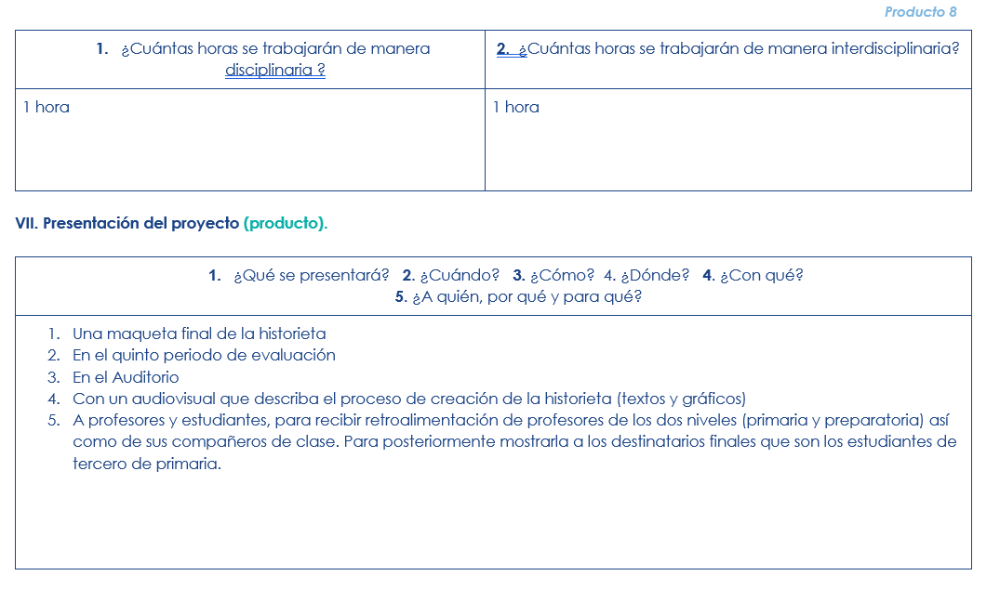 Producto 8
1. ¿Cuántas horas se trabajarán de manera
disciplinaria ?
2. ¿Cuántas horas se trabajarán de manera interdisciplinaria?
1 hora
1 hora
VII. Presentación del proyecto (producto).
1. ¿Qué se presentará? 2. ¿Cuándo? 3. ¿Cómo? 4. ¿Dónde? 4. ¿Con qué?
5. ¿A quién, por qué y para qué?
1. Una maqueta final de la historieta
2. En el quinto periodo de evaluación
3. En el Auditorio
4. Con un audiovisual que describa el proceso de creación de la historieta (textos y gráficos)
5. A profesores y estudiantes, para recibir retroalimentación de profesores de los dos niveles (primaria y preparatoria) así
como de sus compañeros de clase. Para posteriormente mostrarla a los destinatarios finales que son los estudiantes de
tercero de primaria.